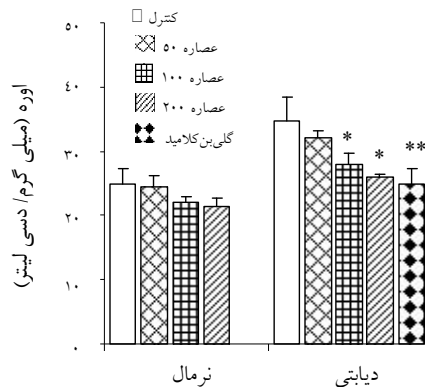 کنترل
عصاره ۵۰
عصاره ۱۰۰
عصاره ۲۰۰
گلی‌بن‌کلامید
اوره (میلی گرم/ دسی لیتر)
۵۰
۴۰
۳۰
۲۰
۱۰
۰
*
*
**
نرمال
دیابتی